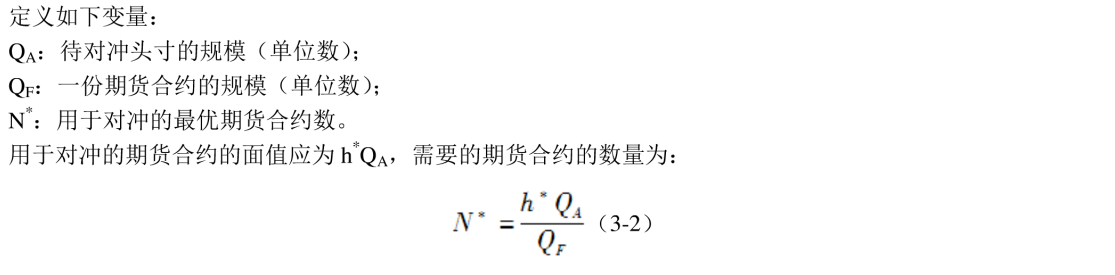 定义如下变量：
Q_A：待对冲头寸的规模（单位数）；
Q_F：一份期货合约的规模（单位数）；
N^*：用于对冲的最优期货合约数。
用于对冲的期货合约的面值应为 h^*Q_A，需要的期货合约的数量为：
N^* = \frac{h^* Q_A}{Q_F}（3-2）